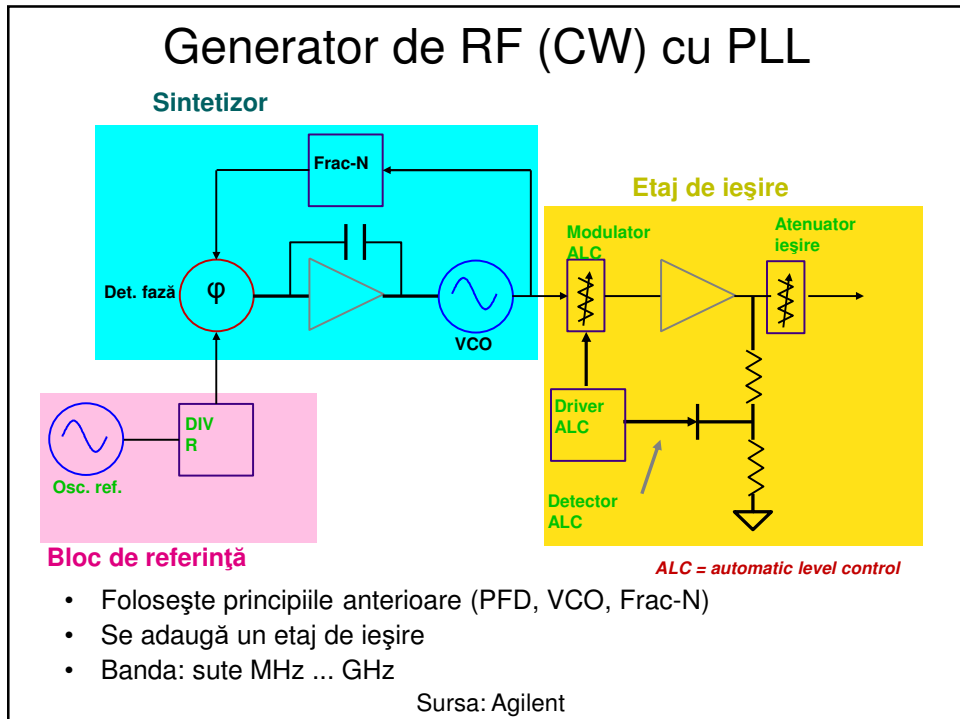 Generator de RF (CW) cu PLL
Sintetizor
Frac-N
Etaj de ieşire
Modulator
ALC
Atenuator
ieşire
Det. fază
φ
VCO
DIV
R
Driver
ALC
Osc. ref.
Detector
ALC
Bloc de referinţă
ALC = automatic level control
• Foloseşte principiile anterioare (PFD, VCO, Frac-N)
• Se adaugă un etaj de ieşire
• Banda: sute MHz ... GHz
Sursa: Agilent